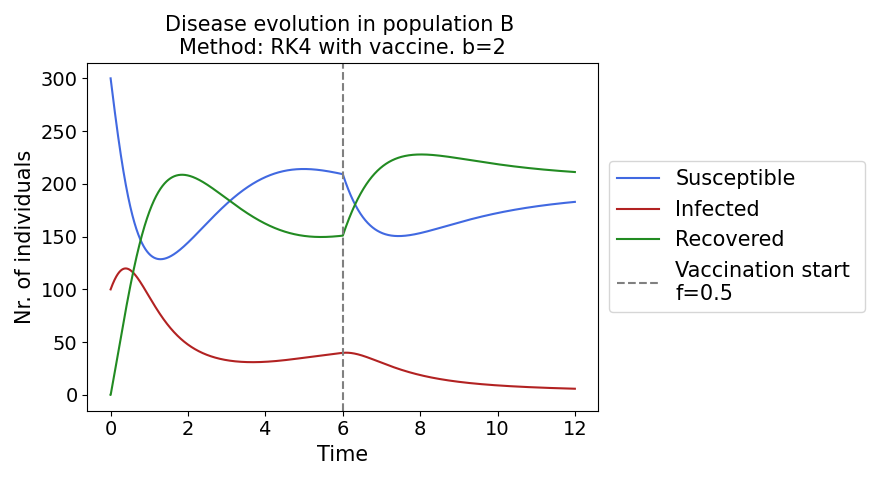 Disease evolution in population B
Method: RK4 with vaccine. b=2
Nr. of individuals
300
250
200
150
100
50
0
0 2 4 6 8 10 12
Time
Susceptible
Infected
Recovered
Vaccination start
f=0.5